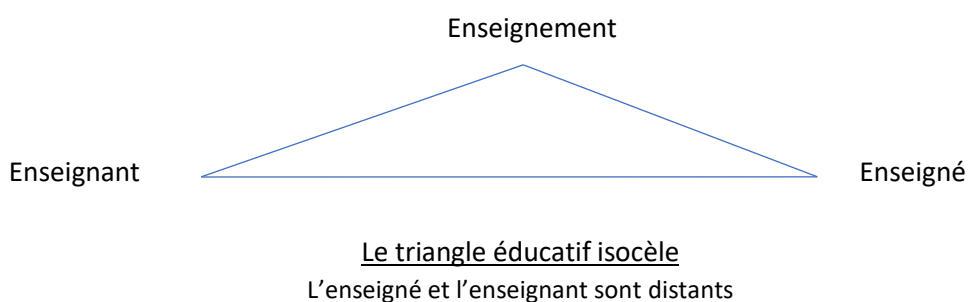 Enseignement
Enseignant
Enseigné
Le triangle éducatif isocèle
L’enseigné et l’enseignant sont distants